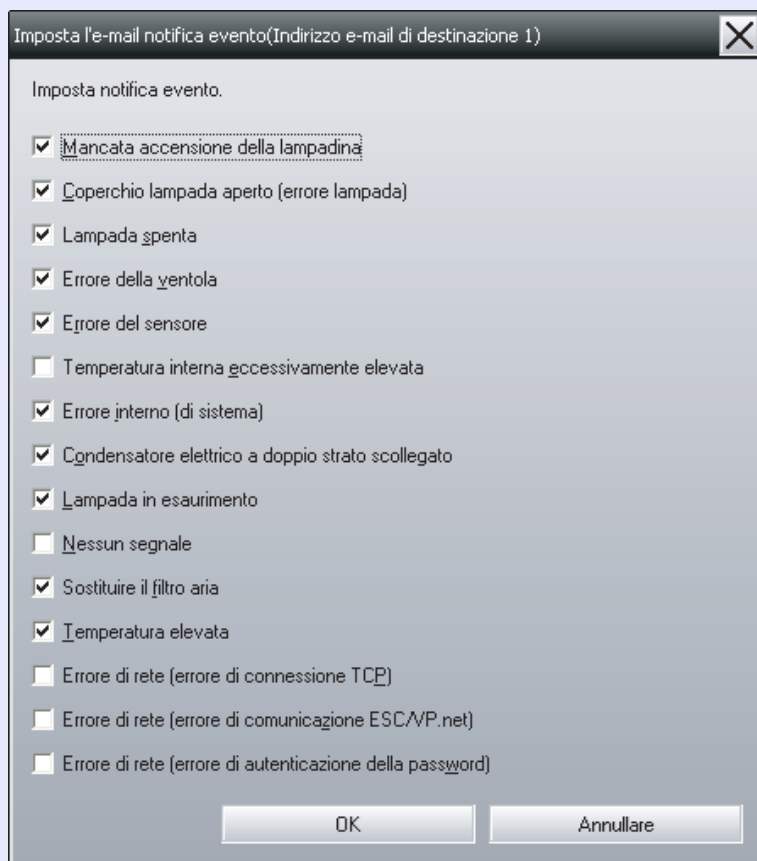 Imposta l'e-mail notifica evento(Indirizzo e-mail di destinazione 1)
Imposta notifica evento.
Mancata accensione della lampadina
Coperchio lampada aperto (errore lampada)
Lampada spenta
Errore della ventola
Errore del sensore
Temperatura interna eccessivamente elevata
Errore interno (di sistema)
Condensatore elettrico a doppio strato scollegato
Lampada in esaurimento
Nessun segnale
Sostituire il filtro aria
Temperatura elevata
Errore di rete (errore di connessione TCP)
Errore di rete (errore di comunicazione ESC/VP.net)
Errore di rete (errore di autenticazione della password)
OK Annullare